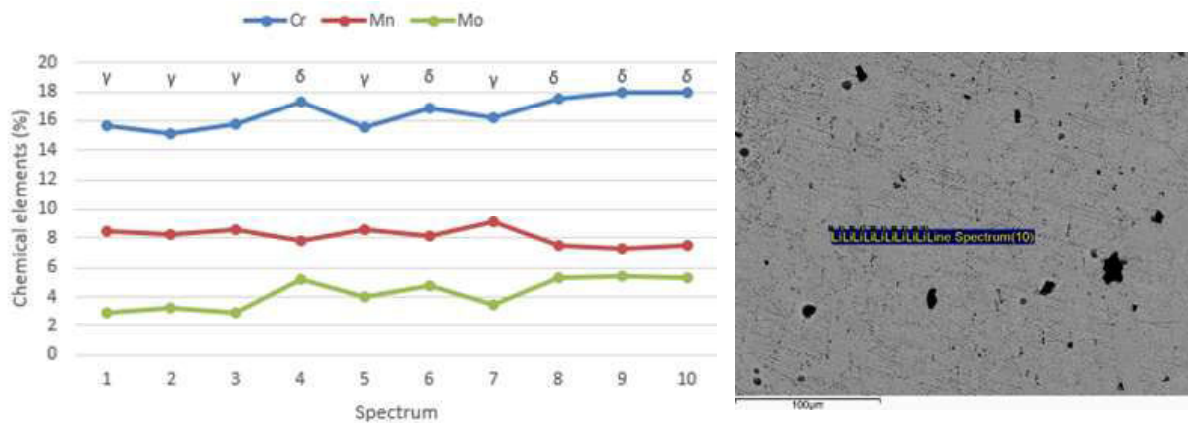 Cr Mn Mo
20
γ γ γ δ γ δ γ δ δ δ
18
16
14
12
10
8
6
4
2
0
Chemical elements (%)
1 2 3 4 5 6 7 8 9 10
Spectrum
LiLiLiLiLiLiLiLiLiLine Spectrum(10)
100µm